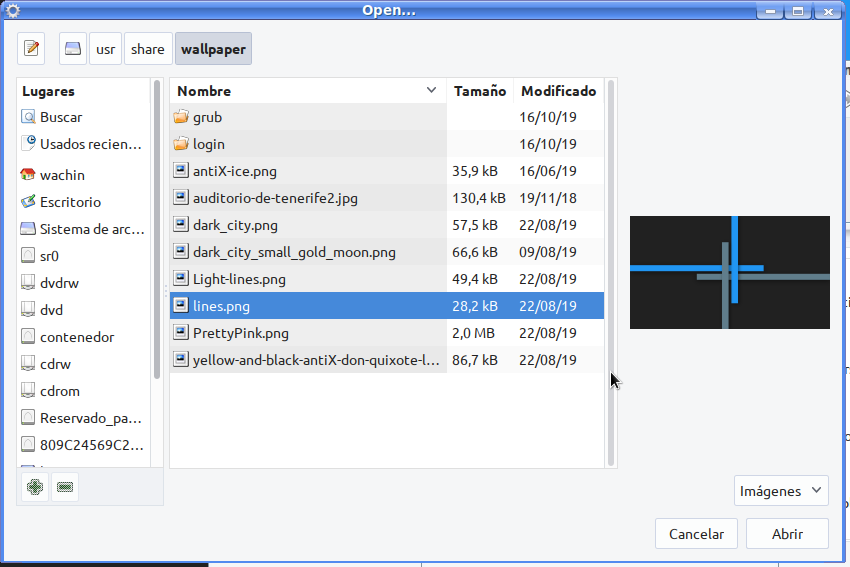 Open...
usr share wallpaper
Lugares
Buscar
Usados recien...
wachin
Escritorio
Sistema de arc...
sr0
dvdrw
dvd
contenedor
cdrw
cdrom
Reservado_pa...
809C24569C2...
Nombre Tamaño Modificado
grub 16/10/19
login 16/10/19
antiX-ice.png 35,9 kB 16/06/19
auditorio-de-tenerife2.jpg 130,4 kB 19/11/18
dark_city.png 57,5 kB 22/08/19
dark_city_small_gold_moon.png 66,6 kB 09/08/19
Light-lines.png 49,4 kB 22/08/19
lines.png 28,2 kB 22/08/19
PrettyPink.png 2,0 MB 22/08/19
yellow-and-black-antiX-don-quixote-l... 86,7 kB 22/08/19
Imágenes
Cancelar Abrir